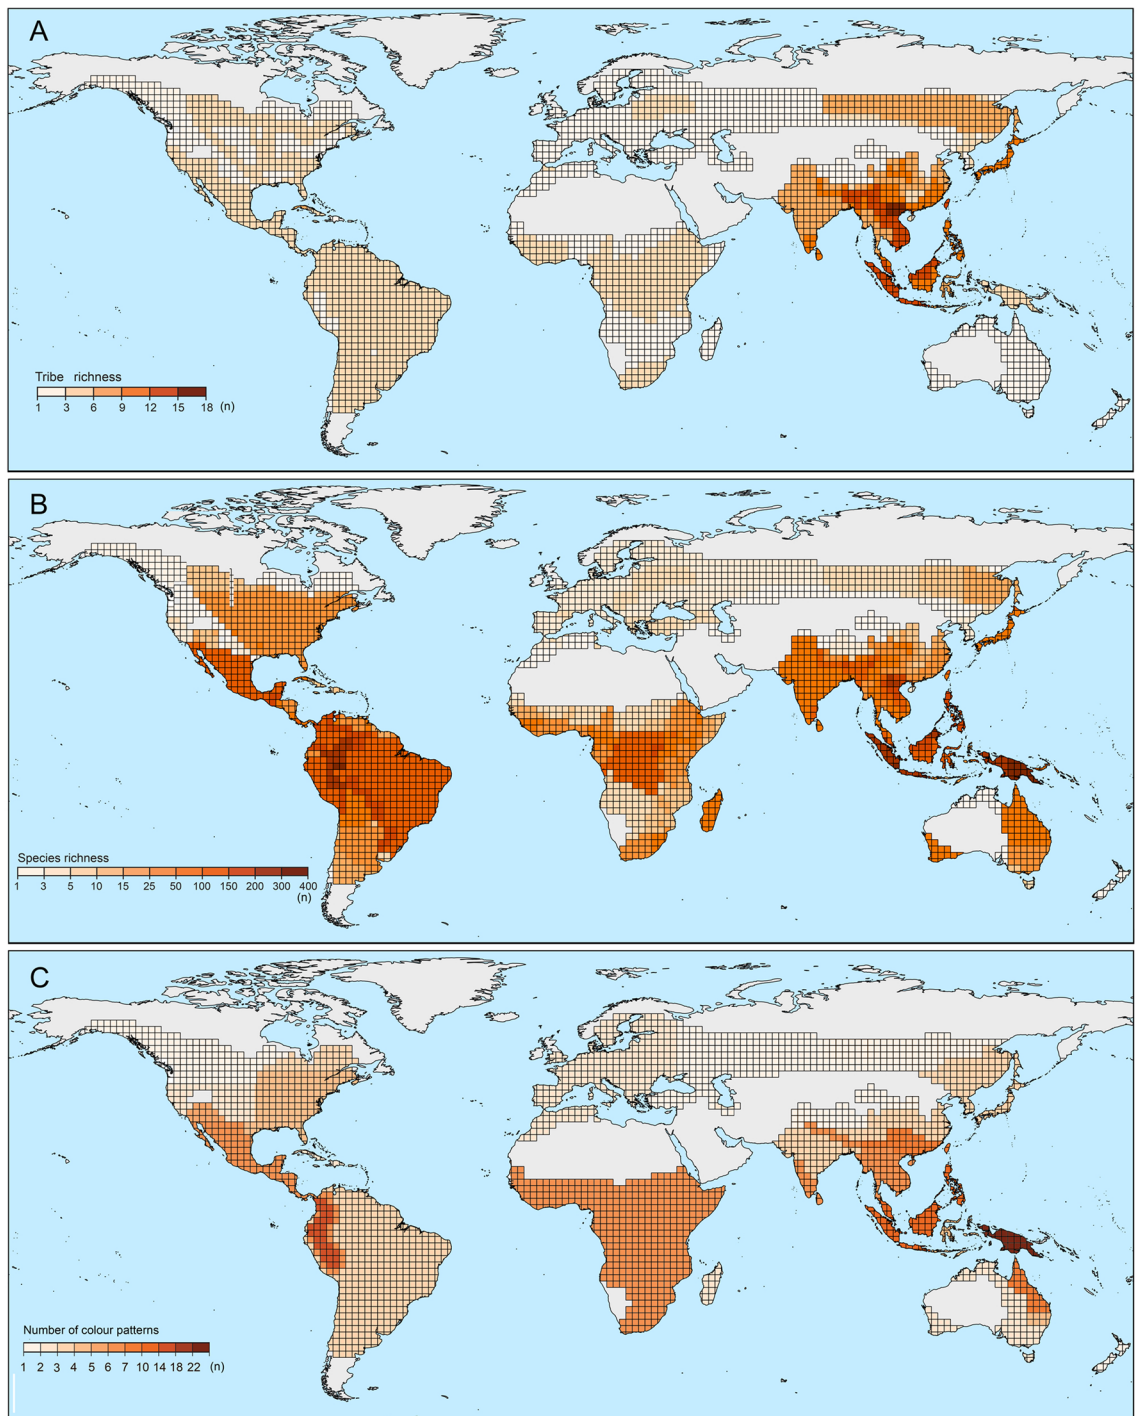 A
Tribe richness
1 3 6 9 12 15 18 (n)
B
Species richness
1 3 5 10 15 25 50 100 150 200 300 400
(n)
C
Number of colour patterns
1 2 3 4 5 6 7 10 14 18 22 (n)